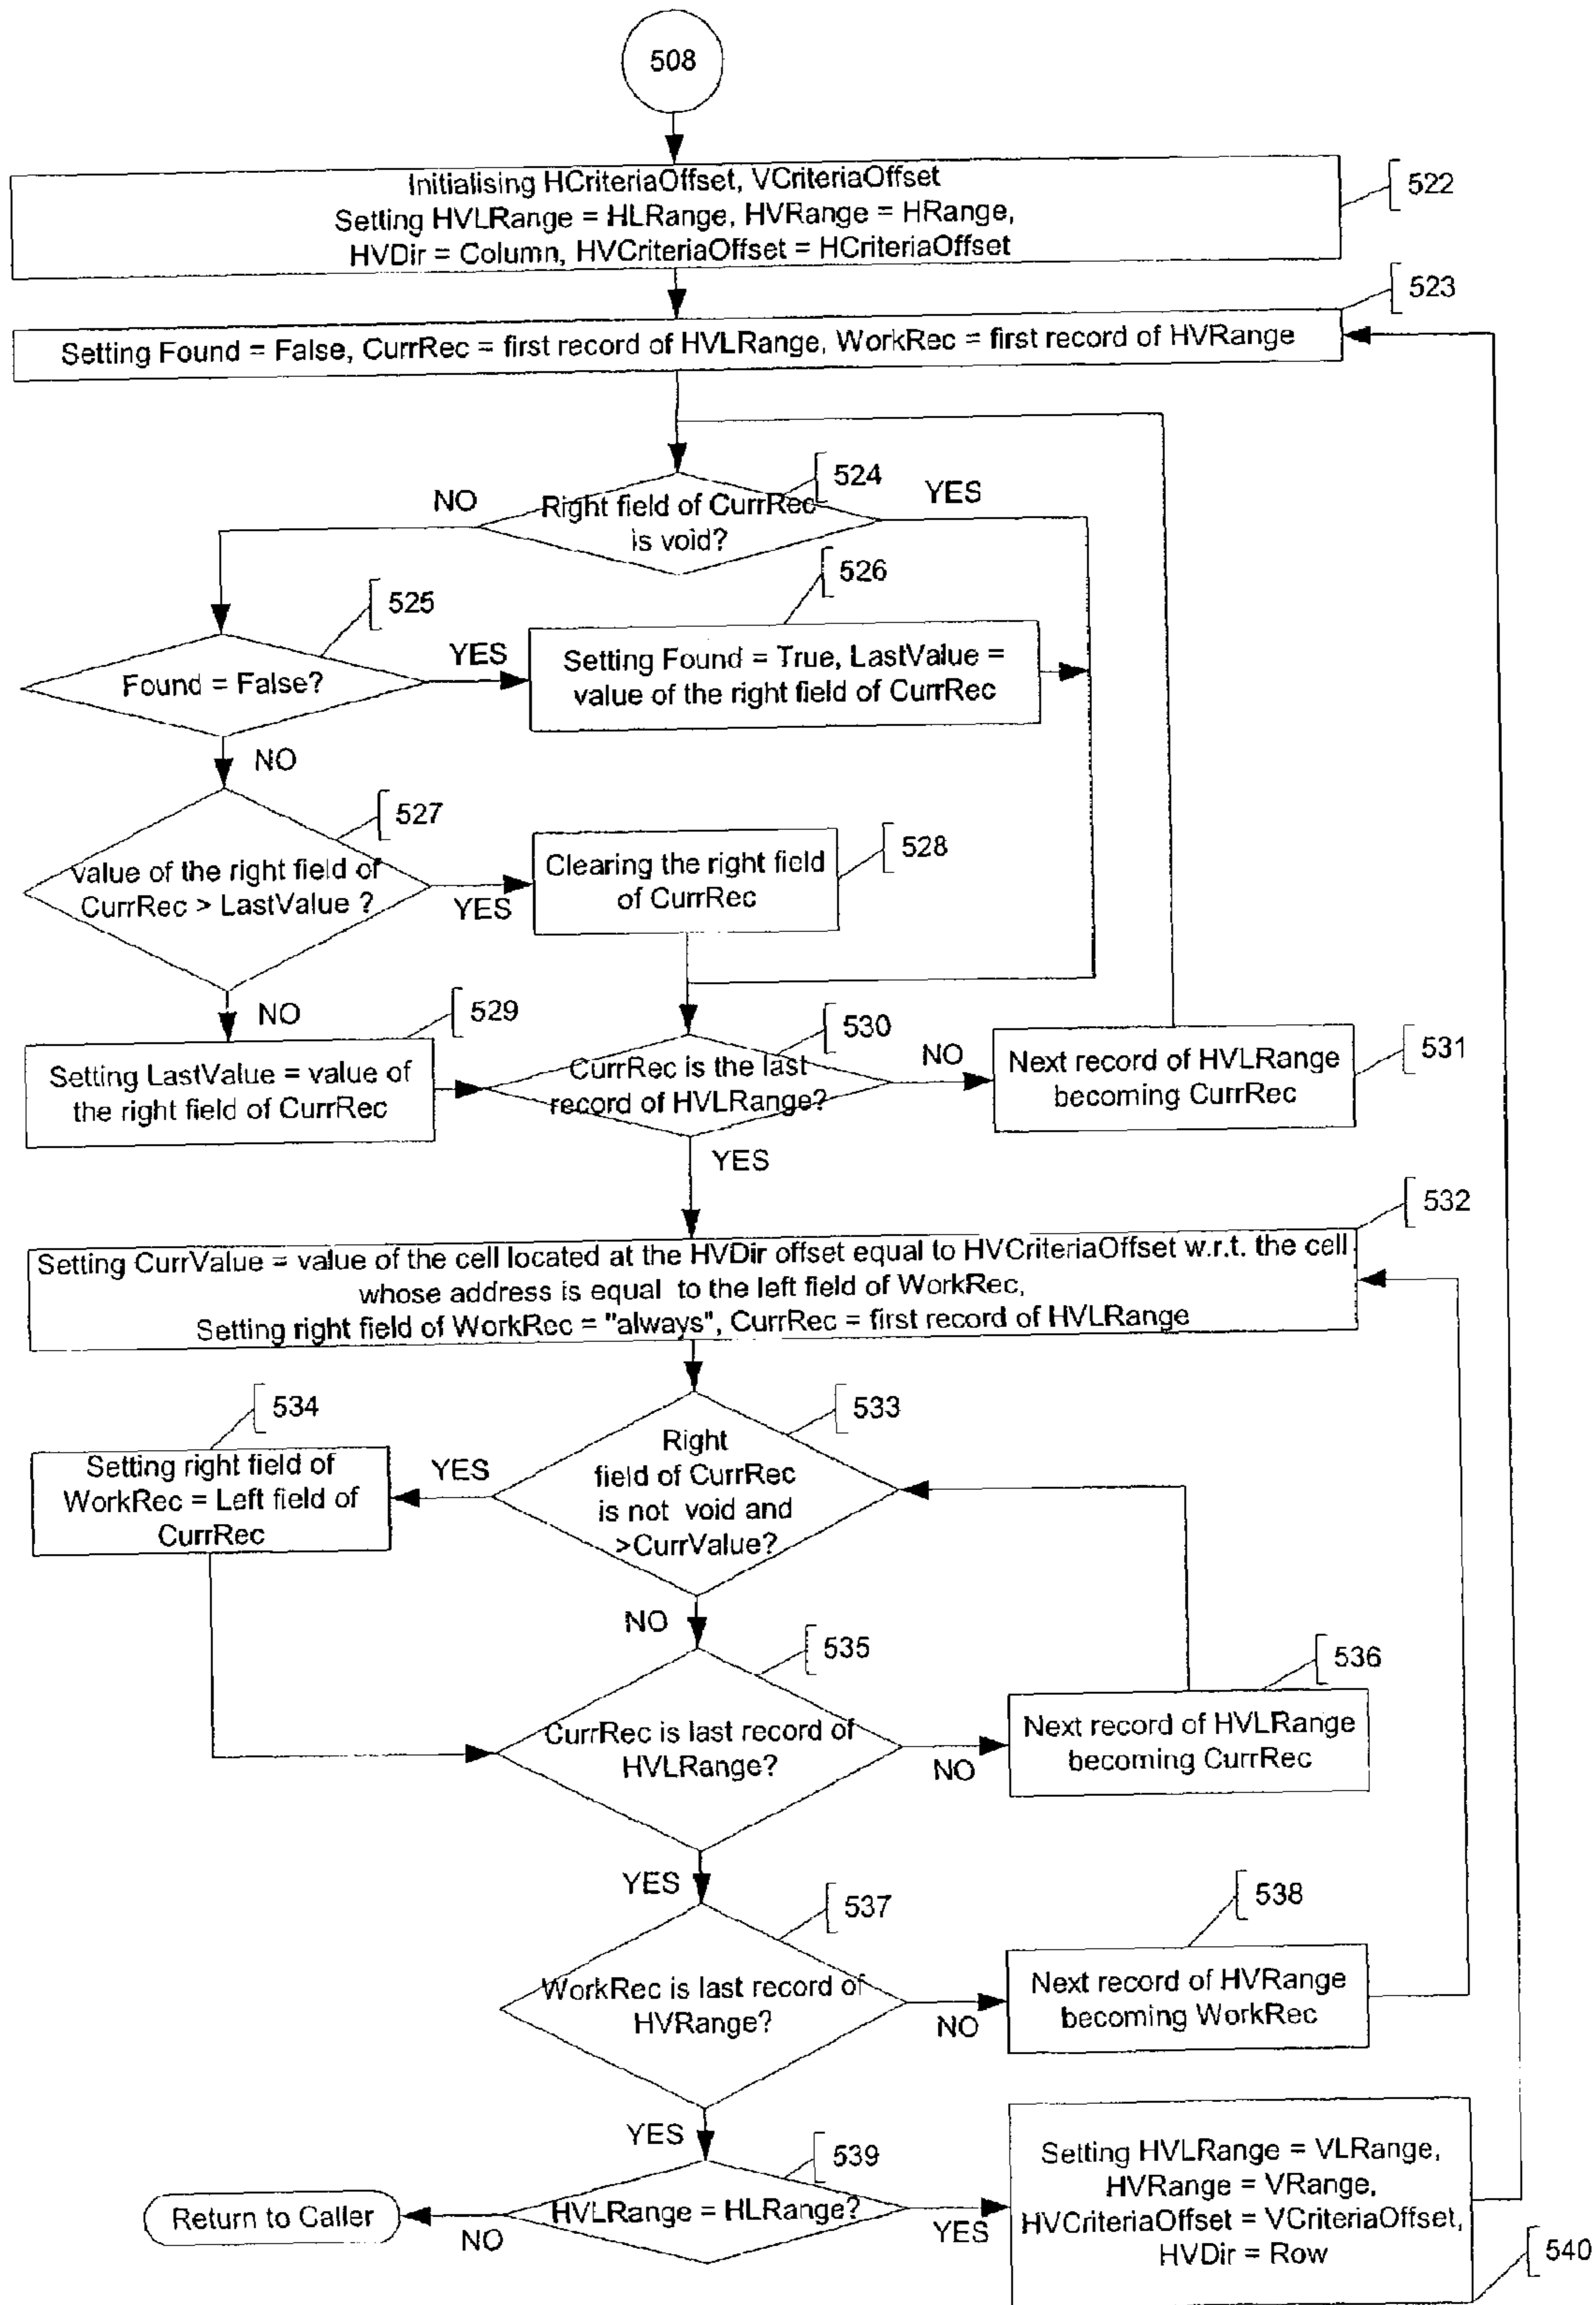 508
Initialising HCriteriaOffset, VCriteriaOffset
Setting HVLRange = HLRange, HVRange = HRange,
HVDir = Column, HVCriteriaOffset = HCriteriaOffset
522
523
Setting Found = False, CurrRec = first record of HVLRange, WorkRec = first record of HVRange
524
NO
Right field of CurrRec
is void?
YES
526
525
Found = False?
YES
Setting Found = True, LastValue =
value of the right field of CurrRec
NO
527
value of the right field of
CurrRec > LastValue ?
YES
Clearing the right field
of CurrRec
528
NO
529
Setting LastValue = value of
the right field of CurrRec
530
CurrRec is the last
record of HVLRange?
NO
Next record of HVLRange
becoming CurrRec
531
YES
532
Setting CurrValue = value of the cell located at the HVDir offset equal to HVCriteriaOffset w.r.t. the cell
whose address is equal to the left field of WorkRec,
Setting right field of WorkRec = "always", CurrRec = first record of HVLRange
534
533
Setting right field of
WorkRec = Left field of
CurrRec
YES
Right
field of CurrRec
is not void and
>CurrValue?
NO
535
536
CurrRec is last record of
HVLRange?
NO
Next record of HVLRange
becoming CurrRec
YES
537
538
WorkRec is last record of
HVRange?
NO
Next record of HVRange
becoming WorkRec
YES
539
Return to Caller
NO
HVLRange = HLRange?
YES
Setting HVLRange = VLRange,
HVRange = VRange,
HVCriteriaOffset = VCriteriaOffset,
HVDir = Row
540